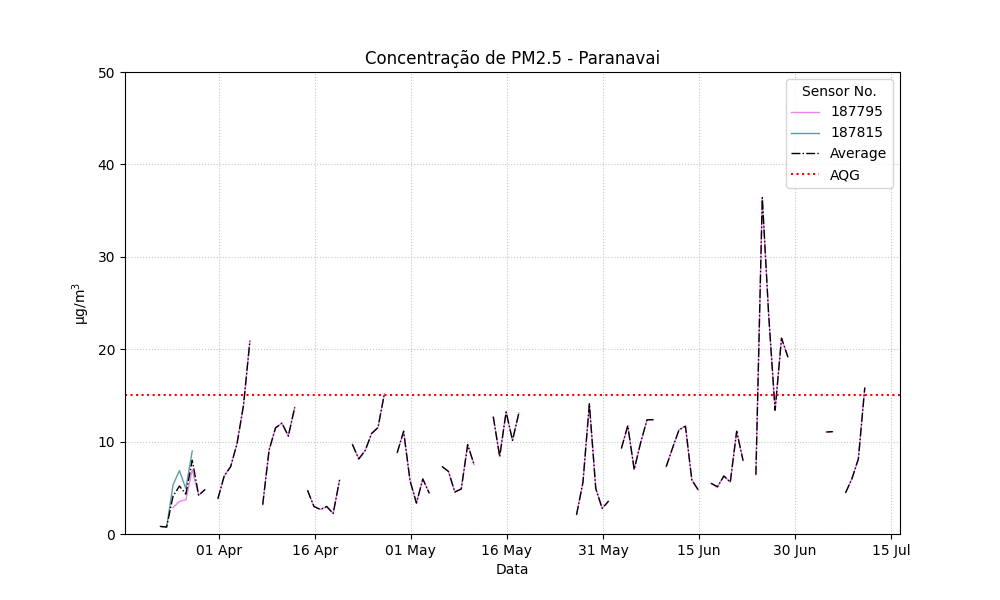 Concentração de PM2.5 - Paranavai
50
40
30
20
10
0
µg/m³
Sensor No.
187795
187815
Average
AQG
01 Apr
16 Apr
01 May
16 May
31 May
15 Jun
30 Jun
15 Jul
Data